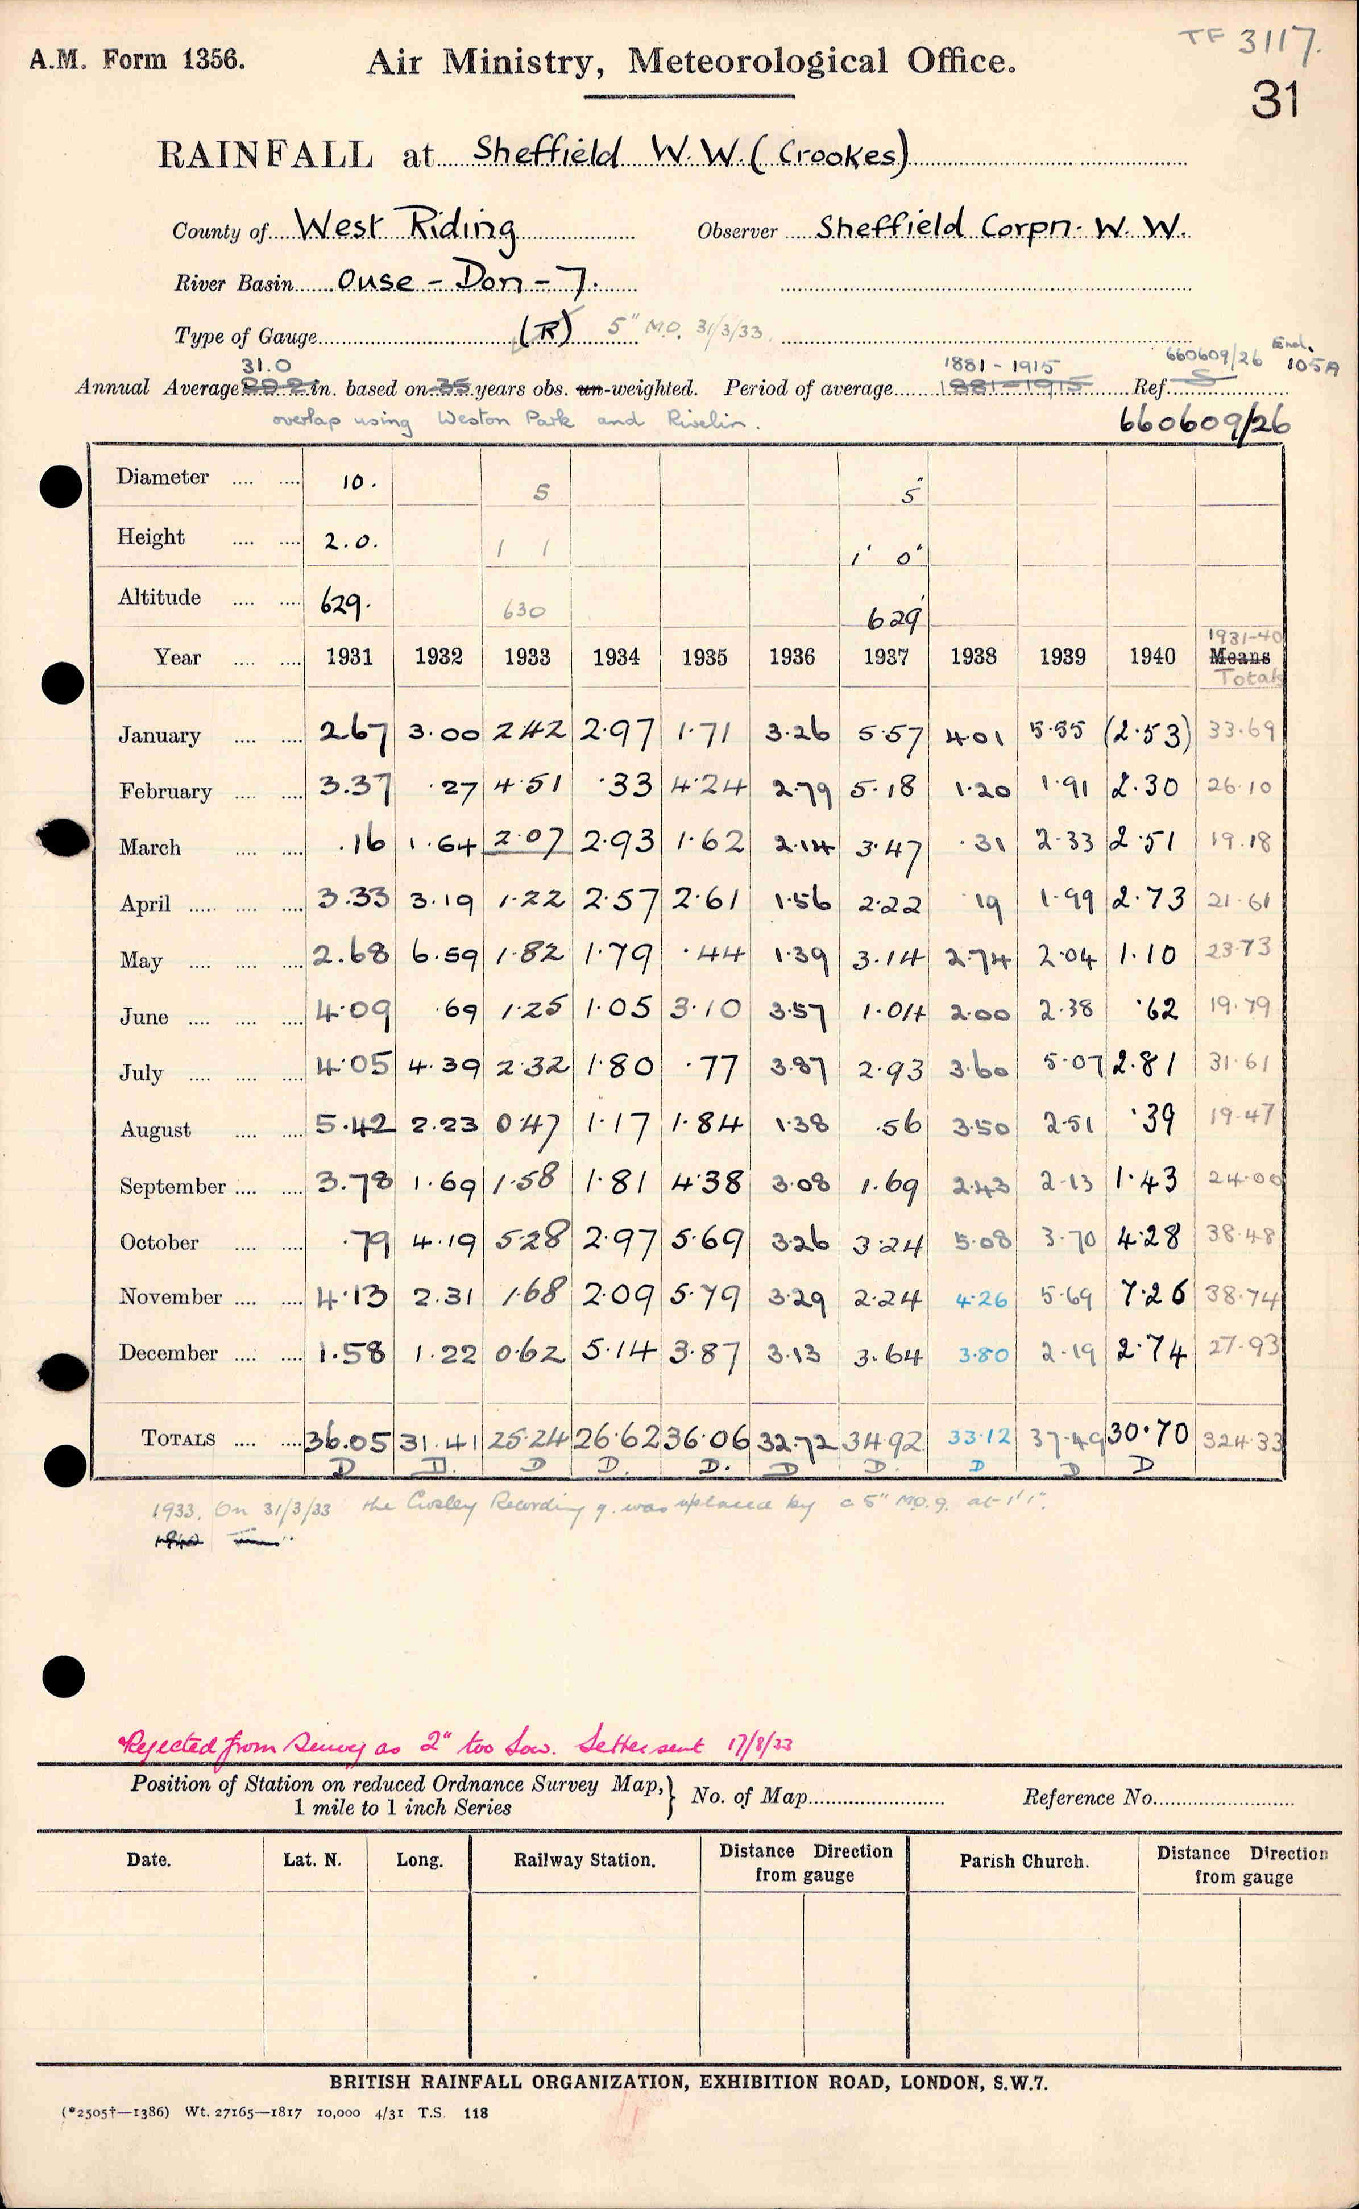 TF 3117.
A.M. Form 1356. Air Ministry, Meteorological Office.
31
RAINFALL at Sheffield W.W. (Crookes)
County of West Riding Observer Sheffield Corpn. W. W.
River Basin Ouse - Don - 7.
Type of Gauge (R) 5" M.O. 31/3/33.
31.0 1881 - 1915 660609/26 Encl. 105A
Annual Average in. based on 35 years obs. un-weighted. Period of average 1881-1915 Ref. S
overlap using Weston Park and Rivelin. 660609/26
Diameter 10. 5 5"
Height 2.0. 1 1 1' 0"
Altitude 629. 630 629
1931-40
Year 1931 1932 1933 1934 1935 1936 1937 1938 1939 1940 Means
Totals
January 2.67 3.00 2.42 2.97 1.71 3.26 5.57 4.01 5.55 (2.53) 33.69
February 3.37 .27 4.51 .33 4.24 2.79 5.18 1.20 1.91 2.30 26.10
March .16 1.64 2.07 2.93 1.62 2.14 3.47 .31 2.33 2.51 19.18
April 3.33 3.19 1.22 2.57 2.61 1.56 2.22 .19 1.99 2.73 21.61
May 2.68 6.59 1.82 1.79 .44 1.39 3.14 2.74 2.04 1.10 23.73
June 4.09 .69 1.25 1.05 3.10 3.57 1.04 2.00 2.38 .62 19.79
July 4.05 4.39 2.32 1.80 .77 3.87 2.93 3.60 5.07 2.81 31.61
August 5.42 2.23 0.47 1.17 1.84 1.38 .56 3.50 2.51 .39 19.47
September 3.78 1.69 1.58 1.81 4.38 3.08 1.69 2.43 2.13 1.43 24.00
October .79 4.19 5.28 2.97 5.69 3.26 3.24 5.08 3.70 4.28 38.48
November 4.13 2.31 1.68 2.09 5.79 3.29 2.24 4.26 5.69 7.26 38.74
December 1.58 1.22 0.62 5.14 3.87 3.13 3.64 3.80 2.19 2.74 27.93
TOTALS 36.05 31.41 25.24 26.62 36.06 32.72 34.92 33.12 37.49 30.70 324.33
D D. D D. D. D D. D D D
1933. On 31/3/33 the Casley Recording g. was replaced by a 5" M.O. g. at 1' 1".
Rejected from Survey as 2" too low. Letter sent 17/8/33
Position of Station on reduced Ordnance Survey Map, } No. of Map Reference No.
1 mile to 1 inch Series
Date. Lat. N. Long. Railway Station. Distance Direction from gauge Parish Church. Distance Direction from gauge
BRITISH RAINFALL ORGANIZATION, EXHIBITION ROAD, LONDON, S.W.7.
(*2505†—1386) Wt. 27165—1817 10,000 4/31 T.S. 118